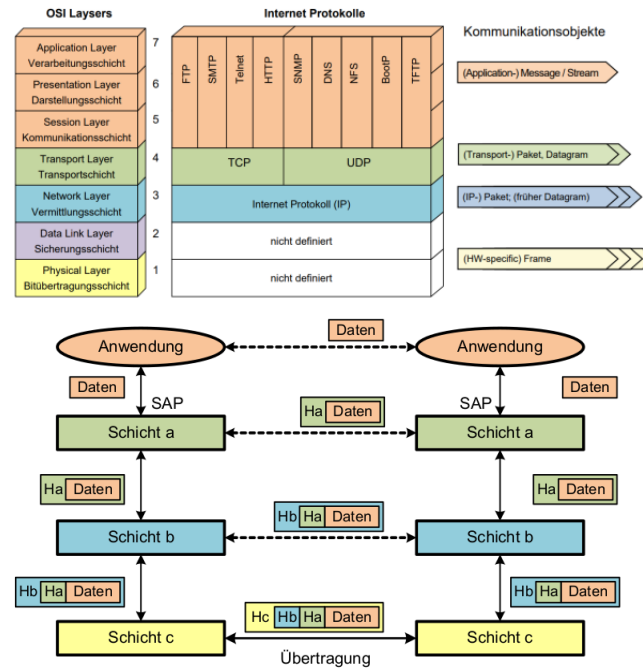 OSI Laysers
Internet Protokolle
Kommunikationsobjekte
Application Layer
Verarbeitungsschicht
7
Presentation Layer
Darstellungsschicht
6
Session Layer
Kommunikationsschicht
5
Transport Layer
Transportschicht
4
Network Layer
Vermittlungsschicht
3
Data Link Layer
Sicherungsschicht
2
Physical Layer
Bitübertragungsschicht
1
FTP
SMTP
Telnet
HTTP
SNMP
DNS
NFS
BootP
TFTP
TCP
UDP
Internet Protokoll (IP)
nicht definiert
nicht definiert
(Application-) Message / Stream
(Transport-) Paket, Datagram
(IP-) Paket; (früher Datagram)
(HW-specific) Frame
Anwendung
Daten
Anwendung
Daten
SAP
SAP
Daten
Schicht a
Ha Daten
Schicht a
Ha Daten
Ha Daten
Schicht b
Hb Ha Daten
Schicht b
Hb Ha Daten
Hb Ha Daten
Schicht c
Hc Hb Ha Daten
Schicht c
Übertragung